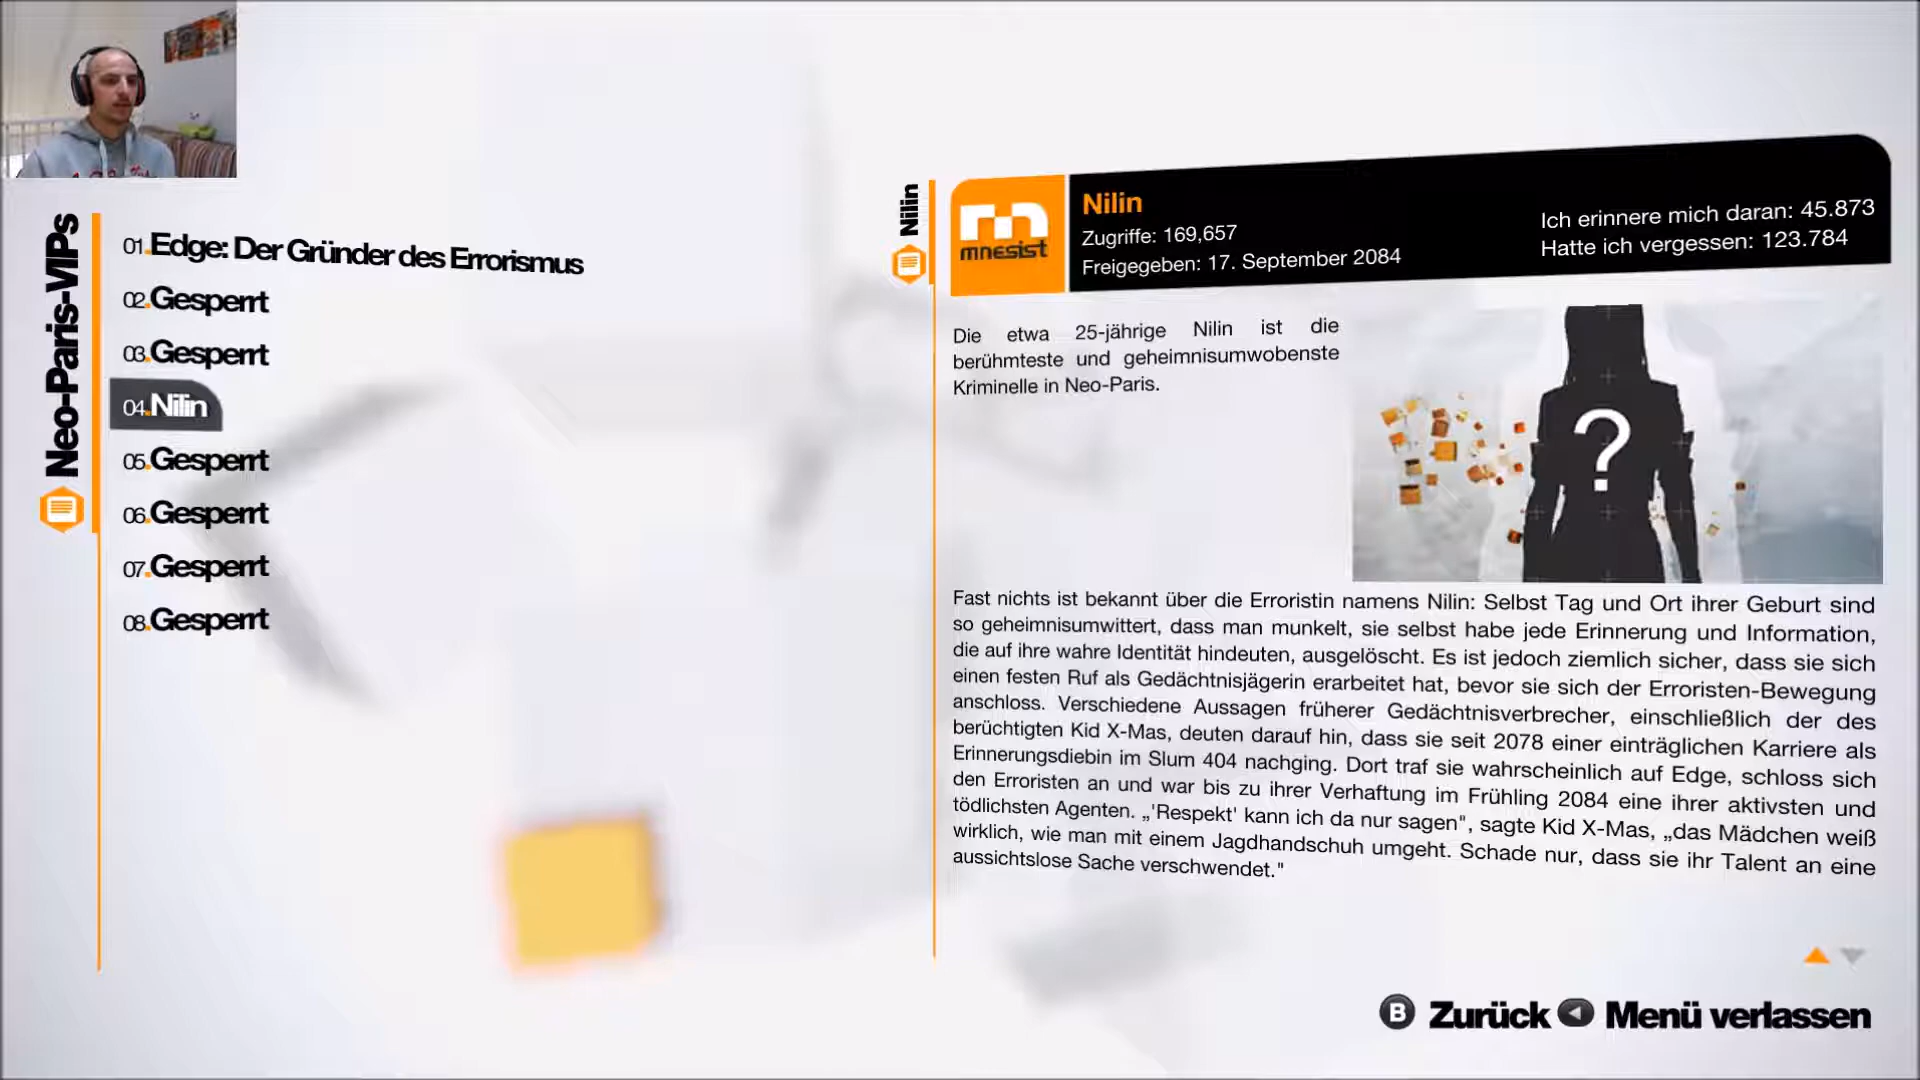 Neo-Paris-VIPs
01.Edge: Der Gründer des Errorismus
02.Gesperrt
03.Gesperrt
04.Nilin
05.Gesperrt
06.Gesperrt
07.Gesperrt
08.Gesperrt
Nilin
mnesist
Nilin
Zugriffe: 169,657
Freigegeben: 17. September 2084
Ich erinnere mich daran: 45.873
Hatte ich vergessen: 123.784
Die etwa 25-jährige Nilin ist die
berühmteste und geheimnisumwobenste
Kriminelle in Neo-Paris.
?
Fast nichts ist bekannt über die Erroristin namens Nilin: Selbst Tag und Ort ihrer Geburt sind
so geheimnisumwittert, dass man munkelt, sie selbst habe jede Erinnerung und Information,
die auf ihre wahre Identität hindeuten, ausgelöscht. Es ist jedoch ziemlich sicher, dass sie sich
einen festen Ruf als Gedächtnisjägerin erarbeitet hat, bevor sie sich der Erroristen-Bewegung
anschloss. Verschiedene Aussagen früherer Gedächtnisverbrecher, einschließlich der des
berüchtigten Kid X-Mas, deuten darauf hin, dass sie seit 2078 einer einträglichen Karriere als
Erinnerungsdiebin im Slum 404 nachging. Dort traf sie wahrscheinlich auf Edge, schloss sich
den Erroristen an und war bis zu ihrer Verhaftung im Frühling 2084 eine ihrer aktivsten und
tödlichsten Agenten. „'Respekt' kann ich da nur sagen", sagte Kid X-Mas, „das Mädchen weiß
wirklich, wie man mit einem Jagdhandschuh umgeht. Schade nur, dass sie ihr Talent an eine
aussichtslose Sache verschwendet."
B Zurück Menü verlassen